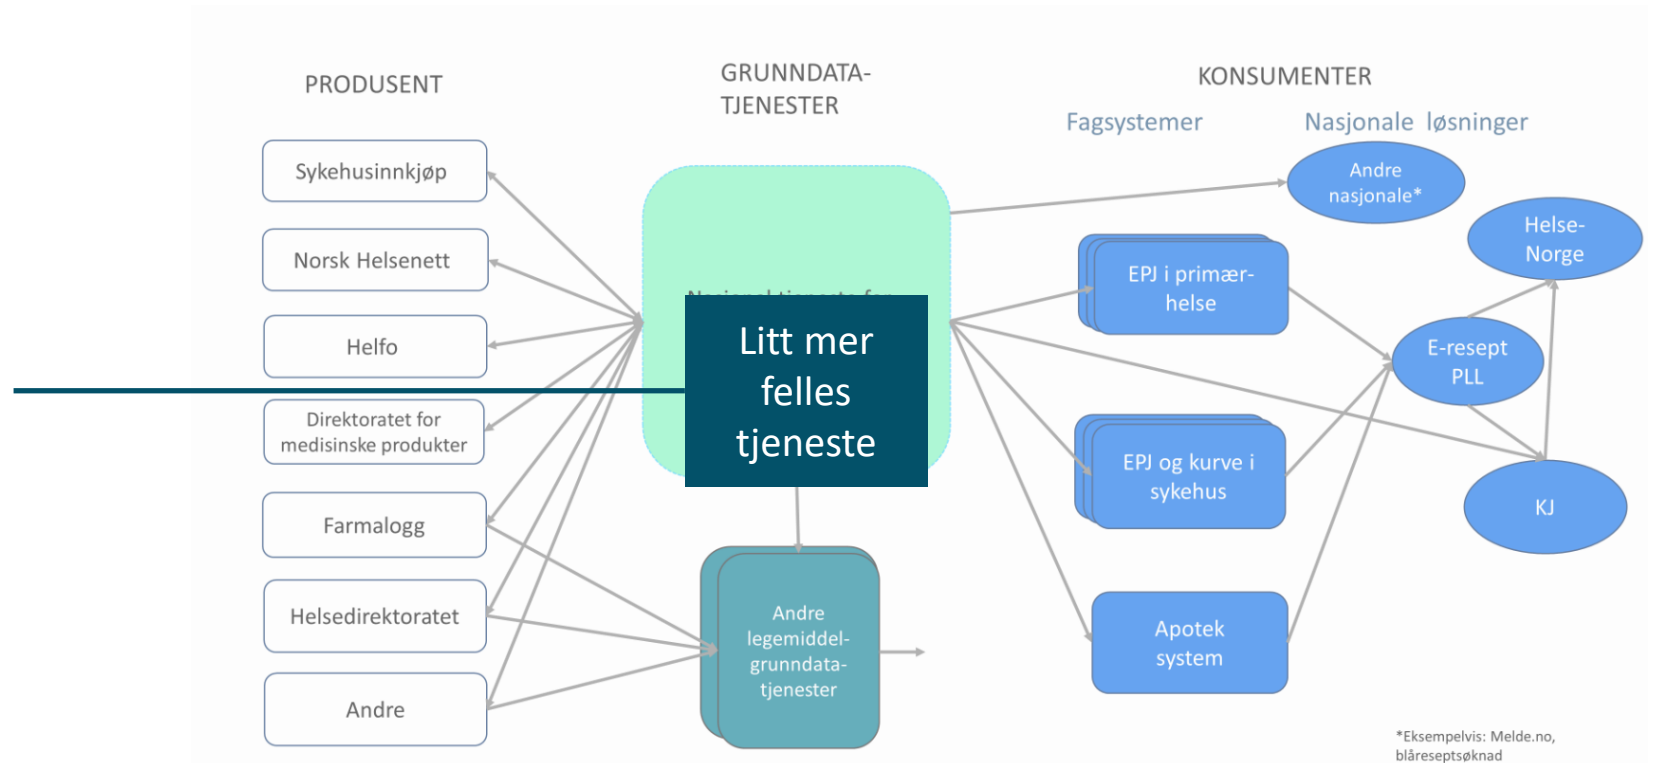 PRODUSENT
GRUNNDATA-
TJENESTER
KONSUMENTER
Fagsystemer
Nasjonale løsninger
Sykehusinnkjøp
Norsk Helsenett
Helfo
Direktoratet for
medisinske produkter
Farmalogg
Helsedirektoratet
Andre
Litt mer
felles
tjeneste
Andre
legemiddel-
grunndata-
tjenester
Andre
nasjonale*
EPJ i primær-
helse
EPJ og kurve i
sykehus
Apotek
system
Helse-
Norge
E-resept
PLL
KJ
*Eksempelvis: Melde.no,
blåreseptsøknad